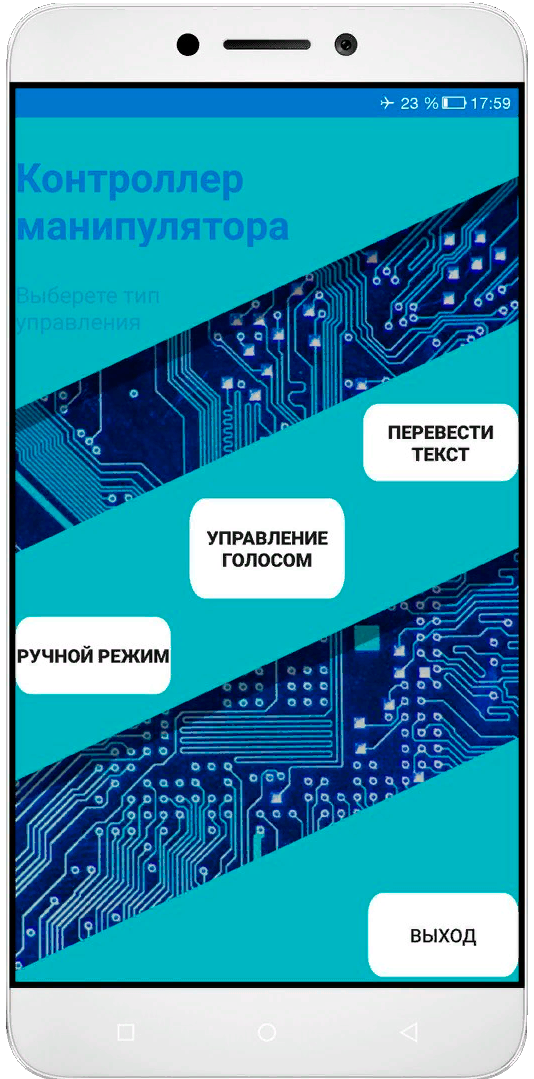 23 % 17:59
Контроллер
манипулятора
Выберете тип
управления
ПЕРЕВЕСТИ
ТЕКСТ
УПРАВЛЕНИЕ
ГОЛОСОМ
РУЧНОЙ РЕЖИМ
ВЫХОД